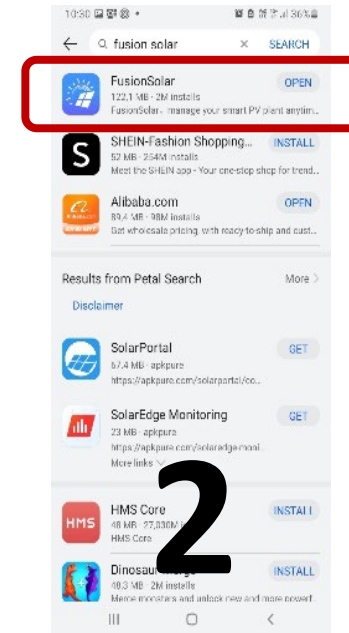 10:30
36%
fusion solar × SEARCH
FusionSolar OPEN
122,1 MB · 2M installs
FusionSolar, manage your smart PV plant anytim..
SHEIN-Fashion Shopping... INSTALL
52 MB · 254M installs
Meet the SHEIN app - Your one-stop shop for trend..
Alibaba.com OPEN
89,4 MB · 98M installs
Get wholesale pricing, with ready-to-ship and cust..
Results from Petal Search More >
Disclaimer
SolarPortal GET
67.4 MB · apkpure
https://apkpure.com/solarportal/co..
SolarEdge Monitoring GET
23 MB · apkpure
https://apkpure.com/solaredge-moni..
More links
HMS HMS Core INSTALL
48 MB · 27,030M
HMS Core
INSTALL
48.3 MB · 2M installs
Merge monsters and unlock new and more powerf..
2